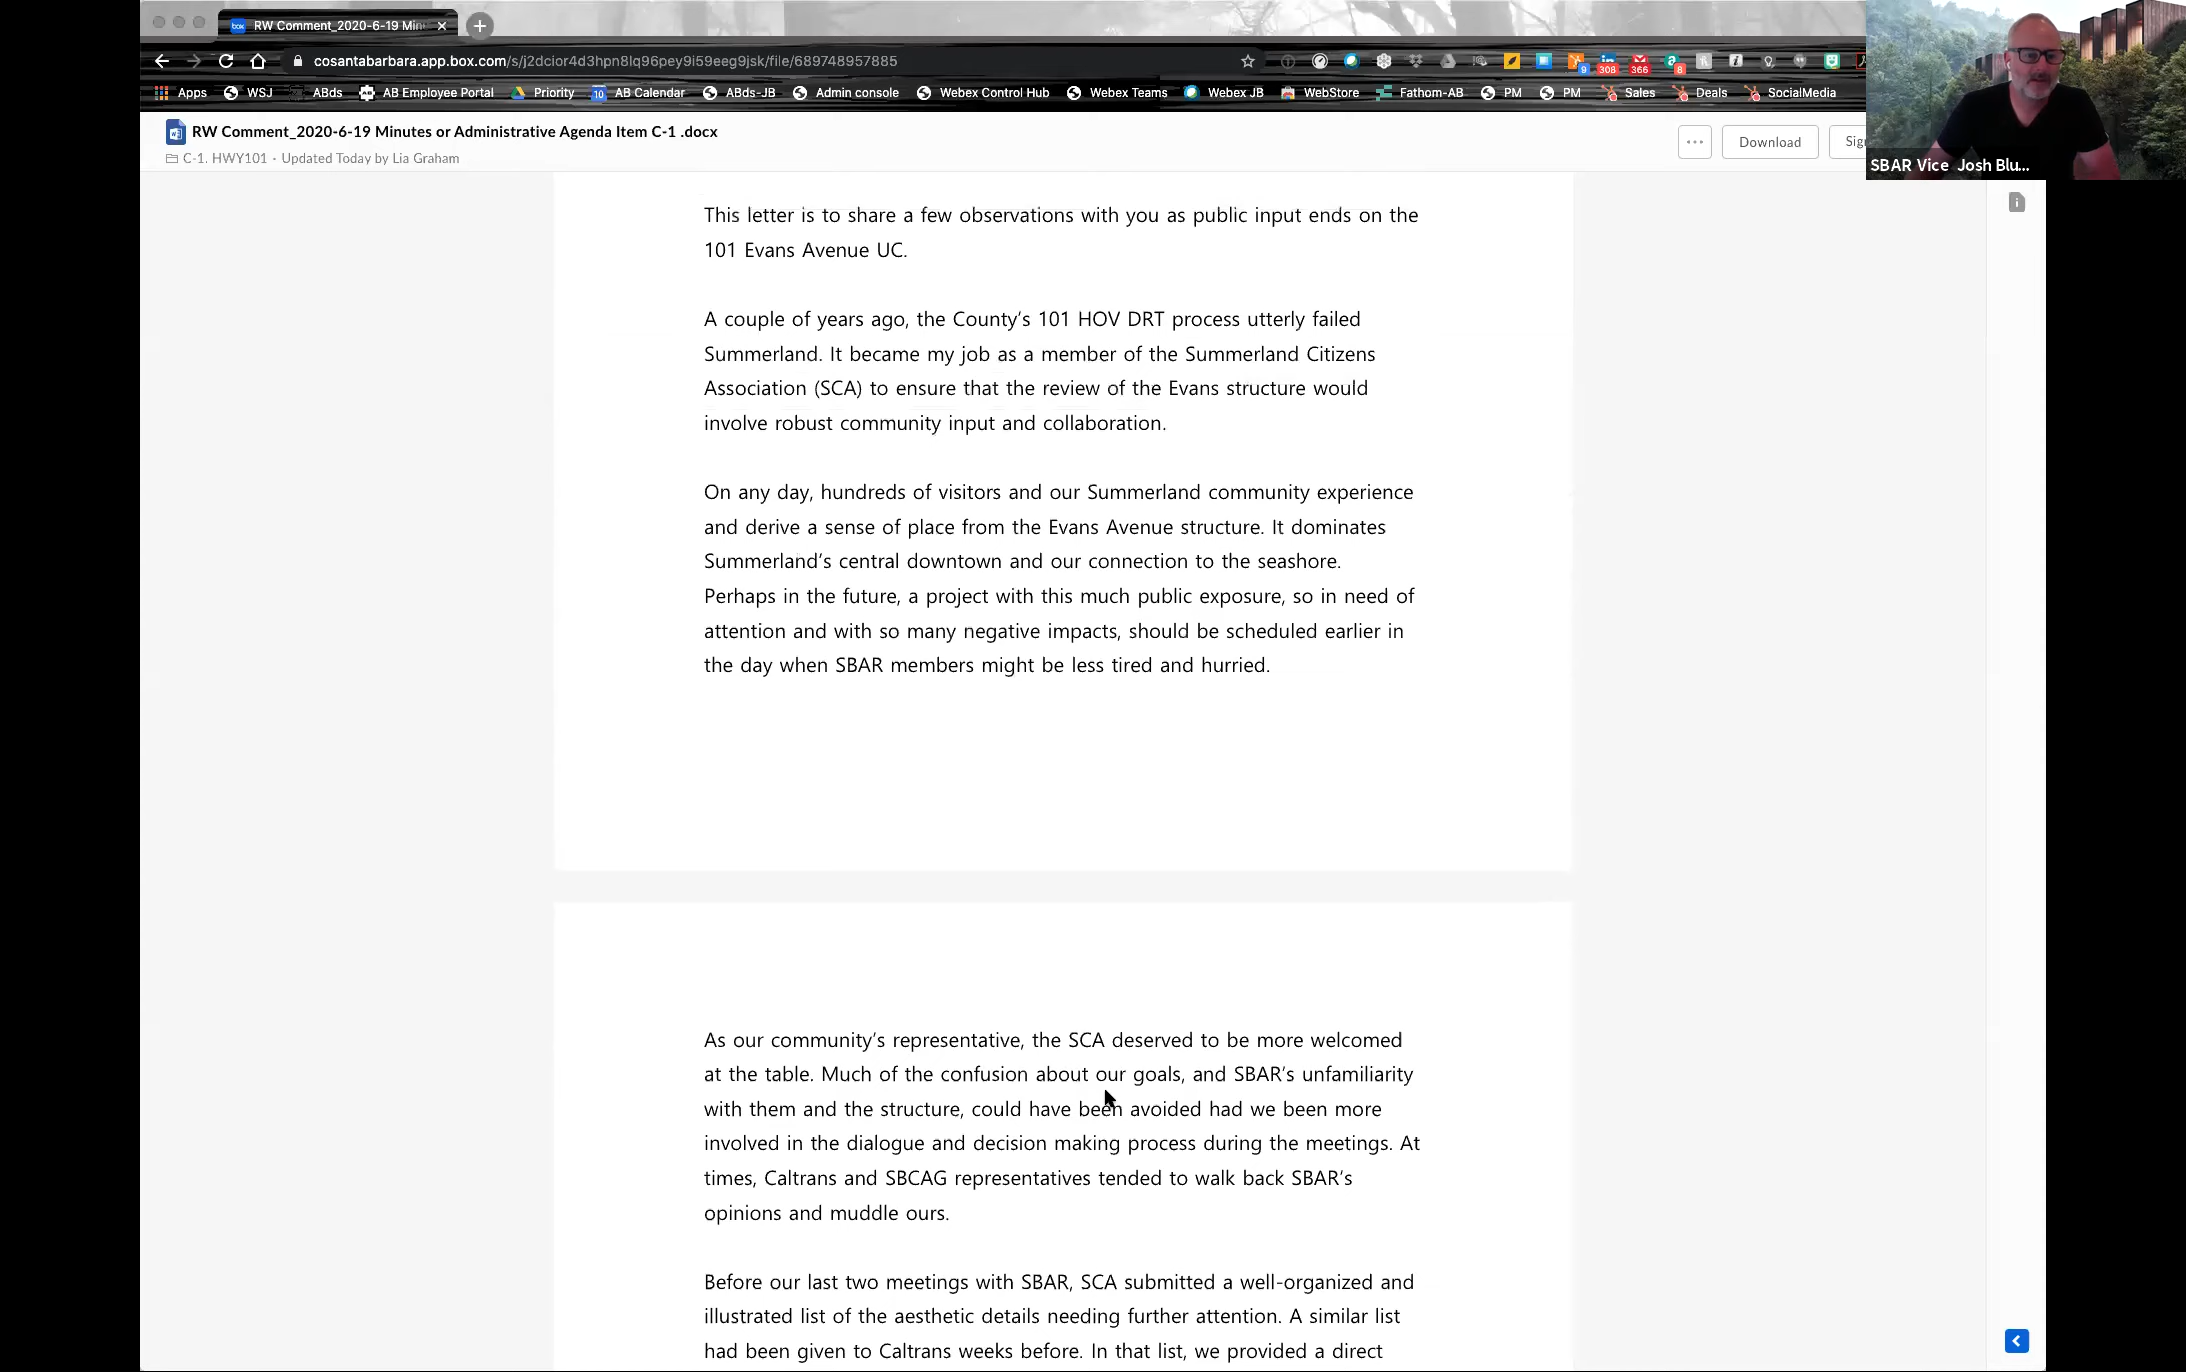 RW Comment_2020-6-19 Min
cosantabarbara.app.box.com/s/j2dcior4d3hpn8lq96pey9i59eeg9jsk/file/689748957885
9 308 366 8
Apps WSJ ABds AB Employee Portal Priority 10 AB Calendar ABds-JB Admin console Webex Control Hub Webex Teams Webex JB WebStore Fathom-AB PM PM Sales Deals SocialMedia
RW Comment_2020-6-19 Minutes or Administrative Agenda Item C-1 .docx
C-1. HWY101 · Updated Today by Lia Graham
Download
SBAR Vice Josh Blu...
This letter is to share a few observations with you as public input ends on the
101 Evans Avenue UC.
A couple of years ago, the County's 101 HOV DRT process utterly failed
Summerland. It became my job as a member of the Summerland Citizens
Association (SCA) to ensure that the review of the Evans structure would
involve robust community input and collaboration.
On any day, hundreds of visitors and our Summerland community experience
and derive a sense of place from the Evans Avenue structure. It dominates
Summerland's central downtown and our connection to the seashore.
Perhaps in the future, a project with this much public exposure, so in need of
attention and with so many negative impacts, should be scheduled earlier in
the day when SBAR members might be less tired and hurried.
As our community's representative, the SCA deserved to be more welcomed
at the table. Much of the confusion about our goals, and SBAR's unfamiliarity
with them and the structure, could have been avoided had we been more
involved in the dialogue and decision making process during the meetings. At
times, Caltrans and SBCAG representatives tended to walk back SBAR's
opinions and muddle ours.
Before our last two meetings with SBAR, SCA submitted a well-organized and
illustrated list of the aesthetic details needing further attention. A similar list
had been given to Caltrans weeks before. In that list, we provided a direct